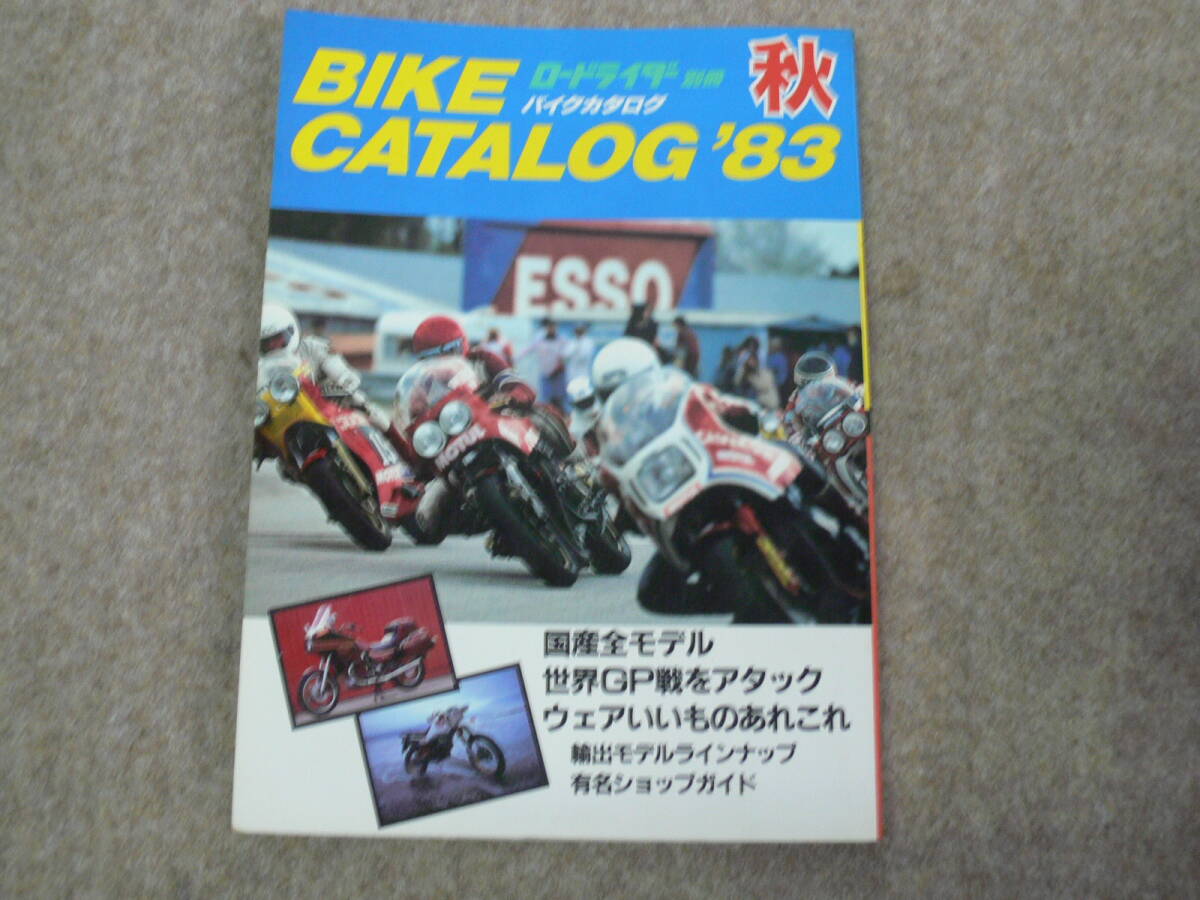 BIKE
ロードライダー 別冊
バイクカタログ
秋
CATALOG '83
ESSO
MOTUL
国産全モデル
世界GP戦をアタック
ウェアいいものあれこれ
輸出モデルラインナップ
有名ショップガイド